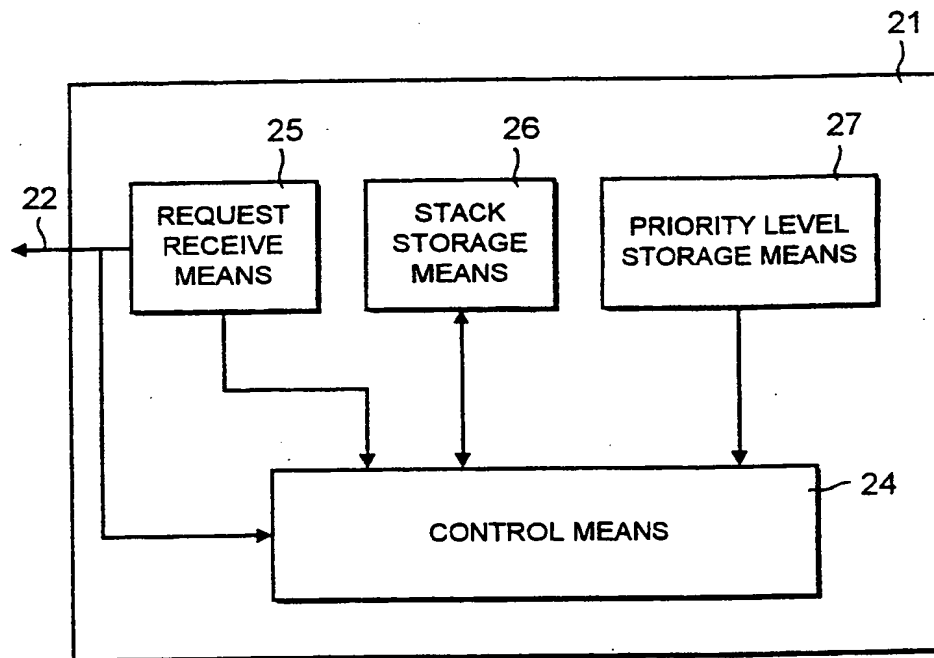 21
25
26
27
22
REQUEST
RECEIVE
MEANS
STACK
STORAGE
MEANS
PRIORITY LEVEL
STORAGE MEANS
24
CONTROL MEANS